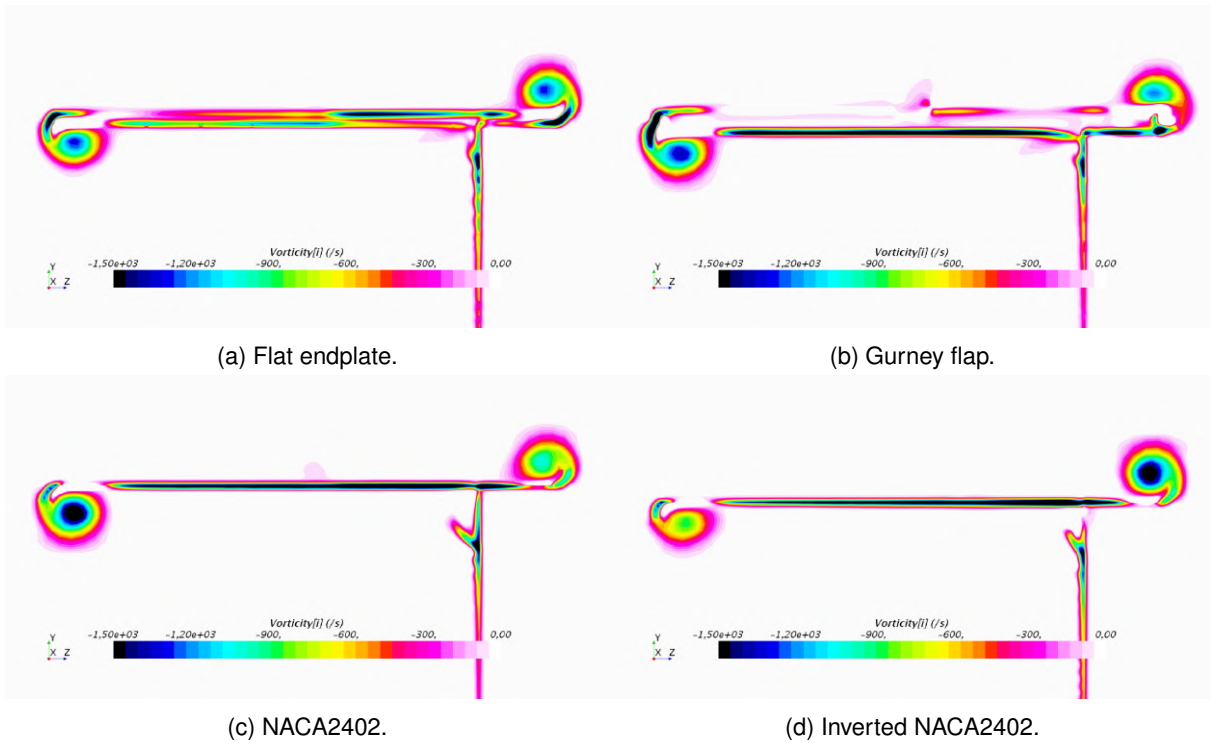 Vorticity[i] (/s)
-1,50e+03 -1,20e+03 -900, -600, -300, 0,00
Y
X Z
(a) Flat endplate.
Vorticity[i] (/s)
-1,50e+03 -1,20e+03 -900, -600, -300, 0,00
Y
X Z
(b) Gurney flap.
Vorticity[i] (/s)
-1,50e+03 -1,20e+03 -900, -600, -300, 0,00
Y
X Z
(c) NACA2402.
Vorticity[i] (/s)
-1,50e+03 -1,20e+03 -900, -600, -300, 0,00
Y
X Z
(d) Inverted NACA2402.